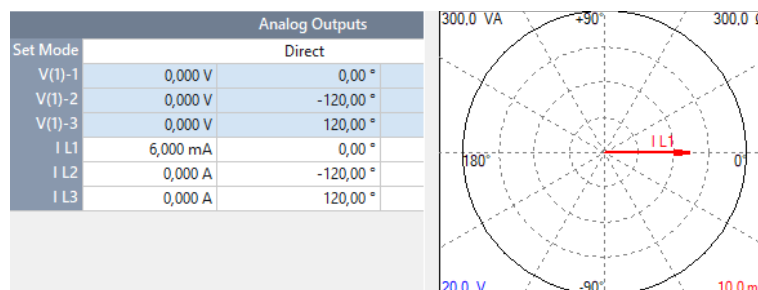 Analog Outputs
Set Mode Direct
V(1)-1 0,000 V 0,00 °
V(1)-2 0,000 V -120,00 °
V(1)-3 0,000 V 120,00 °
I L1 6,000 mA 0,00 °
I L2 0,000 A -120,00 °
I L3 0,000 A 120,00 °
300,0 VA +90° 300,0
I L1
180° 0°
20,0 V -90° 10,0 m